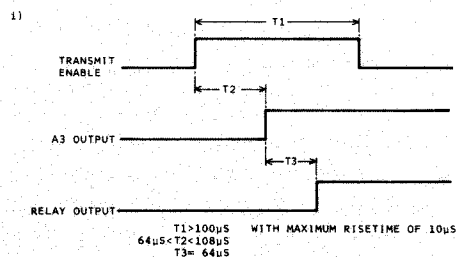 i)
T1
TRANSMIT
ENABLE
T2
A3 OUTPUT
T3
RELAY OUTPUT
T1>100µS WITH MAXIMUM RISETIME OF 10µS
64µS<T2<108µS
T3= 64µS